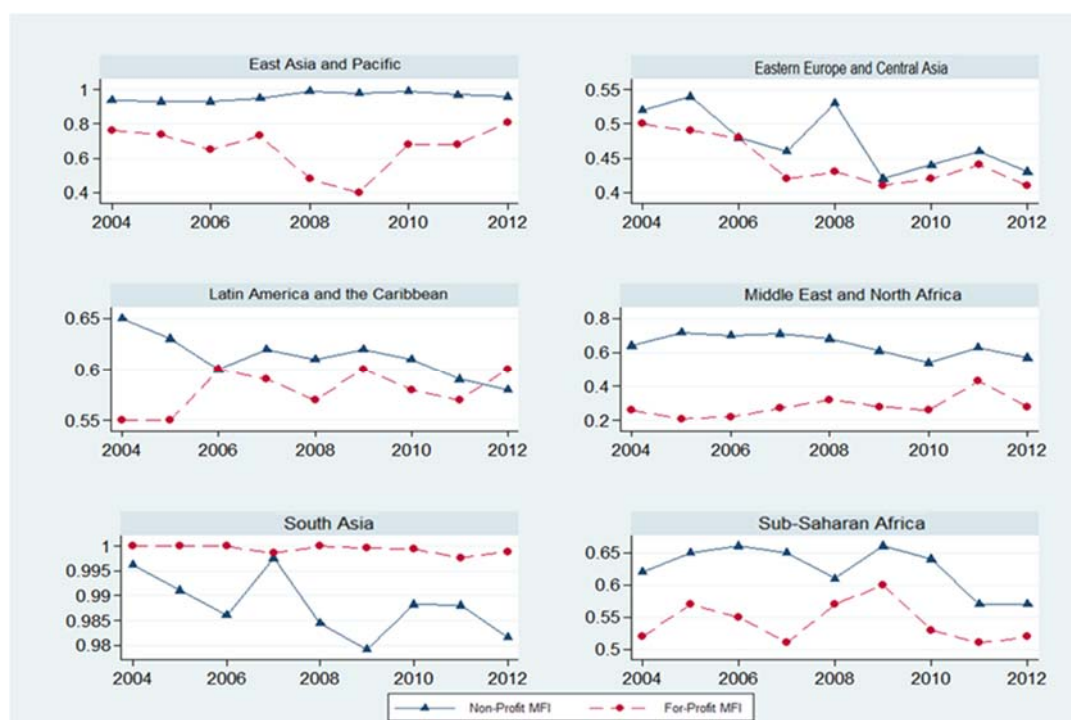 East Asia and Pacific
1
0.8
0.6
0.4
2004 2006 2008 2010 2012
Eastern Europe and Central Asia
0.55
0.5
0.45
0.4
2004 2006 2008 2010 2012
Latin America and the Caribbean
0.65
0.6
0.55
2004 2006 2008 2010 2012
Middle East and North Africa
0.8
0.6
0.4
0.2
2004 2006 2008 2010 2012
South Asia
1
0.995
0.99
0.985
0.98
2004 2006 2008 2010 2012
Sub-Saharan Africa
0.65
0.6
0.55
0.5
2004 2006 2008 2010 2012
Non-Profit MFI For-Profit MFI